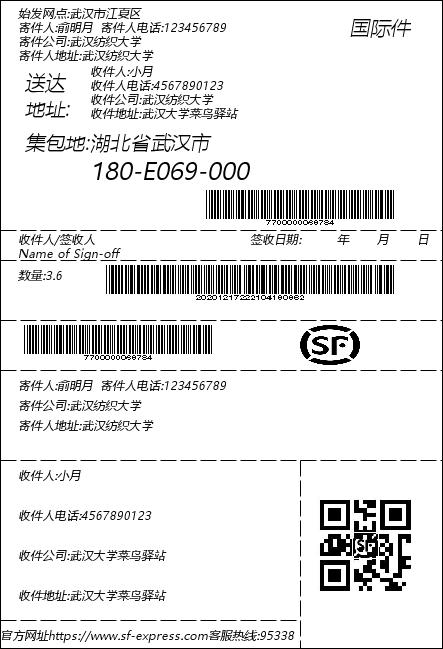 始发网点:武汉市江夏区
寄件人:俞明月 寄件人电话:123456789
寄件公司:武汉纺织大学
寄件人地址:武汉纺织大学
国际件
送达
地址:
收件人:小月
收件人电话:4567890123
收件公司:武汉纺织大学
收件地址:武汉大学菜鸟驿站
集包地:湖北省武汉市
180-E069-000
7700000068784
收件人/签收人
Name of Sign-off
签收日期: 年 月 日
数量:3.6
7700000068784
SF
寄件人:俞明月 寄件人电话:123456789
寄件公司:武汉纺织大学
寄件人地址:武汉纺织大学
收件人:小月
收件人电话:4567890123
收件公司:武汉大学菜鸟驿站
收件地址:武汉大学菜鸟驿站
SF
官方网址https://www.sf-express.com客服热线:95338